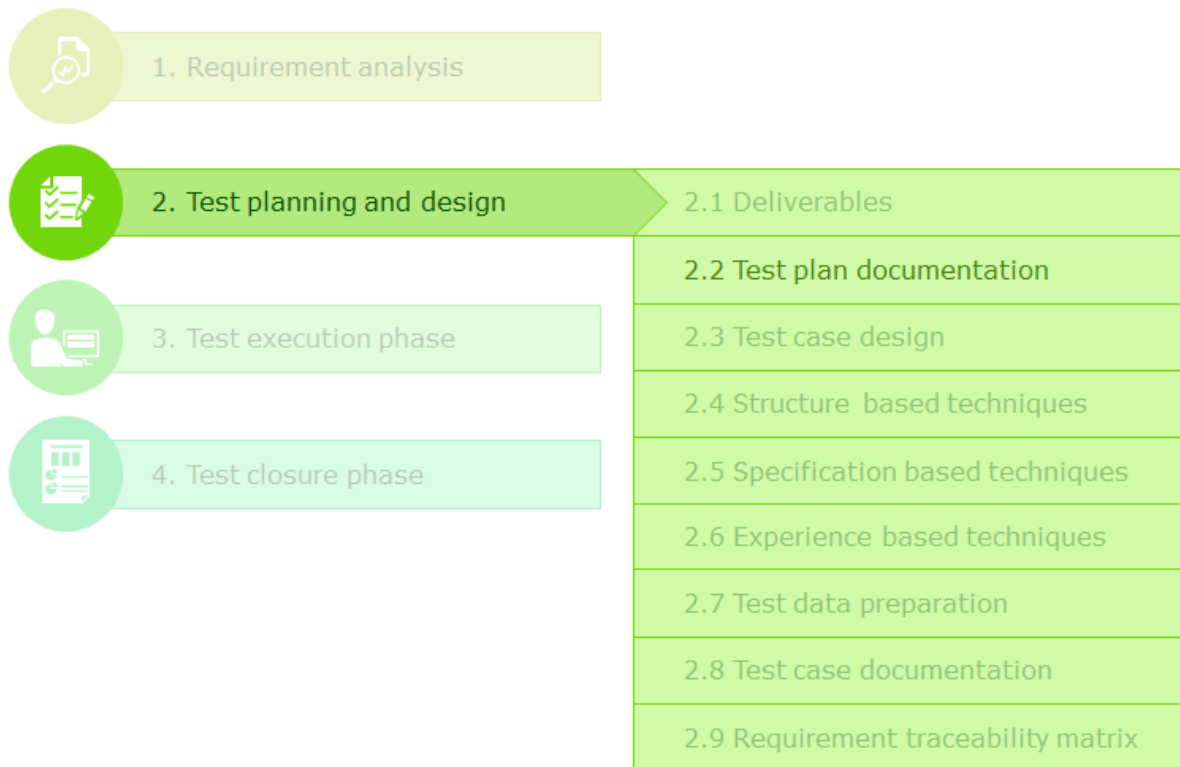 1. Requirement analysis
2. Test planning and design
2.1 Deliverables
2.2 Test plan documentation
3. Test execution phase
2.3 Test case design
2.4 Structure based techniques
4. Test closure phase
2.5 Specification based techniques
2.6 Experience based techniques
2.7 Test data preparation
2.8 Test case documentation
2.9 Requirement traceability matrix